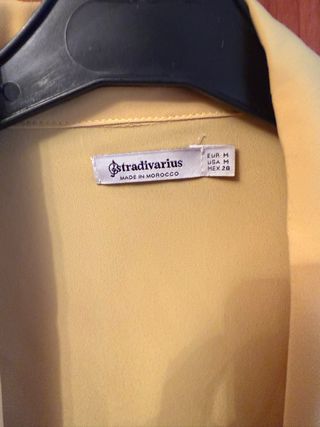 stradivarius
MADE IN MOROCCO
EUR M
USA M
MEX 28